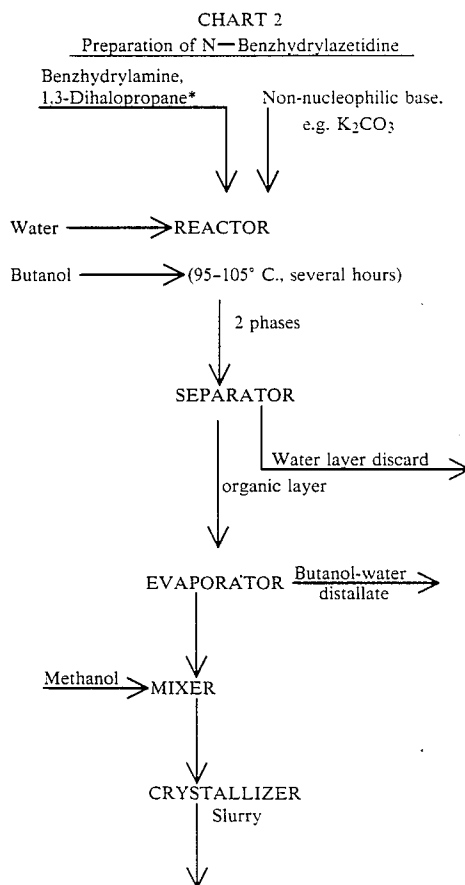 CHART 2
Preparation of N—Benzhydrylazetidine
Benzhydrylamine,
1.3-Dihalopropane*
Non-nucleophilic base.
e.g. K₂CO₃
Water
REACTOR
Butanol
(95–105° C., several hours)
2 phases
SEPARATOR
Water layer discard
organic layer
EVAPORATOR
Butanol-water
distallate
Methanol
MIXER
CRYSTALLIZER
Slurry